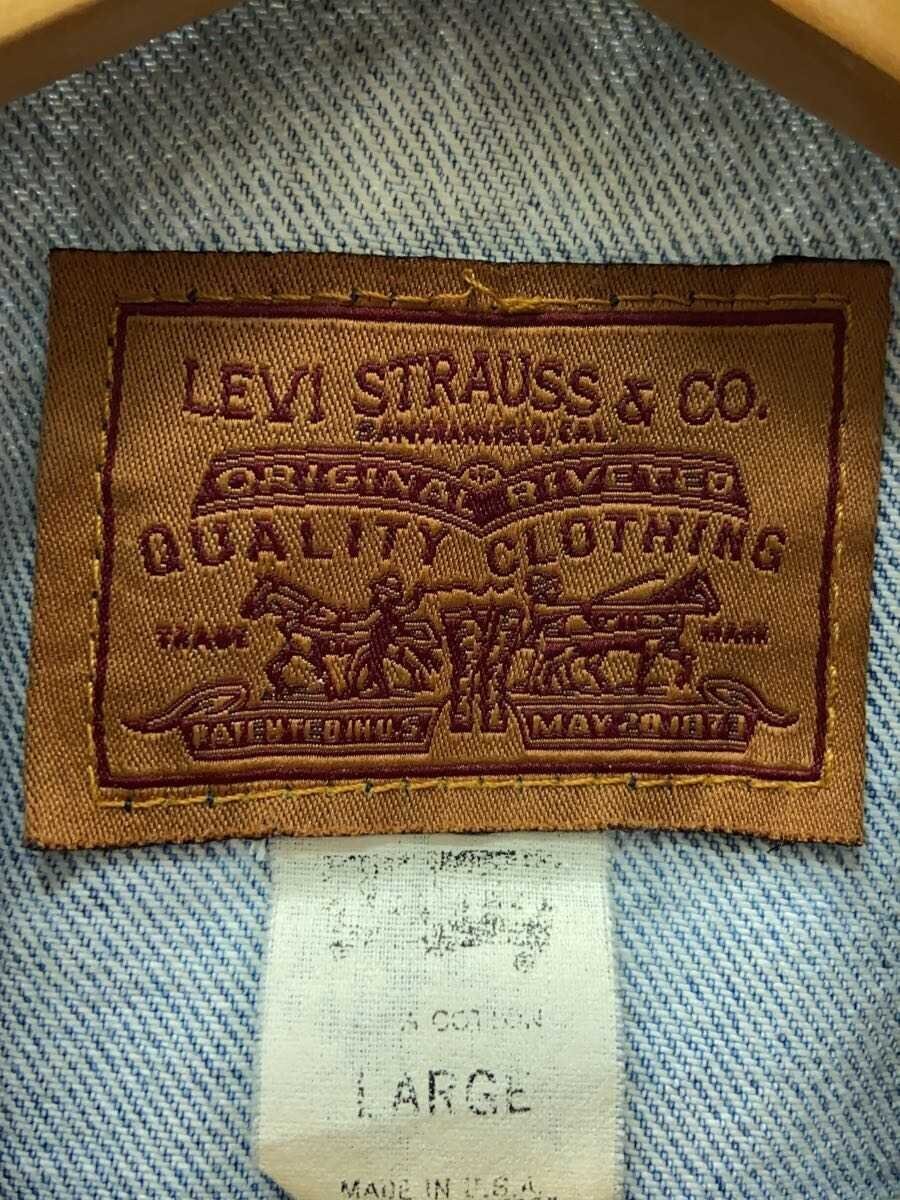 LEVI STRAUSS & CO.
SAN FRANCISCO, CAL.
ORIGINAL RIVETED
QUALITY CLOTHING
TRADE MARK
PATENTED IN U.S. MAY 20, 1873
®
COTTON
LARGE
MADE IN U.S.A.